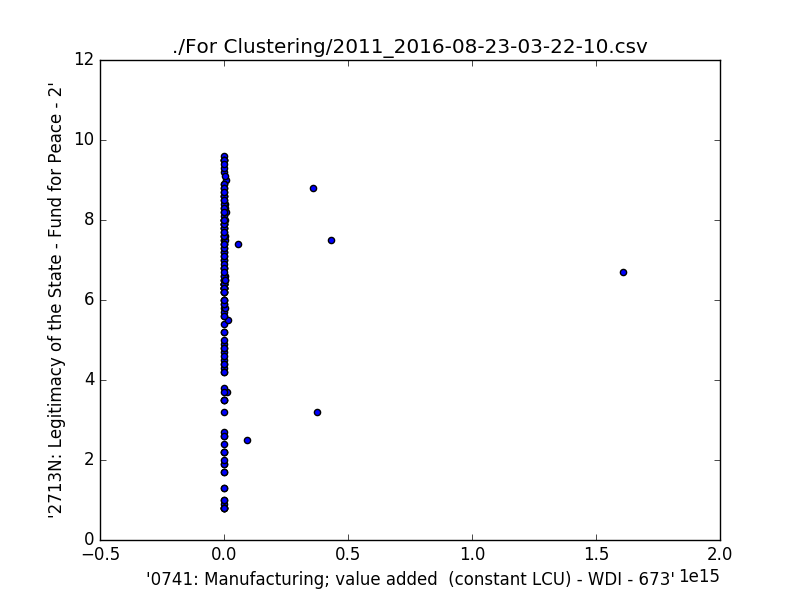 ./For Clustering/2011_2016-08-23-03-22-10.csv
12
10
8
6
4
2
0
'2713N: Legitimacy of the State - Fund for Peace - 2'
−0.5 0.0 0.5 1.0 1.5 2.0
1e15
'0741: Manufacturing; value added  (constant LCU) - WDI - 673'